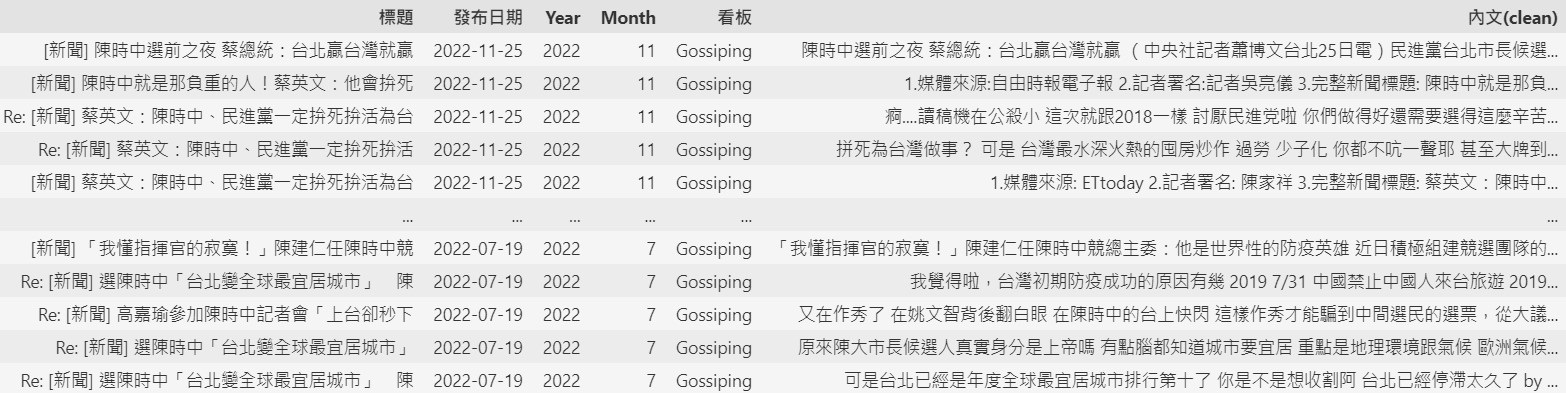 標題 發布日期 Year Month 看板 內文(clean)
[新聞] 陳時中選前之夜 蔡總統：台北贏台灣就贏 2022-11-25 2022 11 Gossiping 陳時中選前之夜 蔡總統：台北贏台灣就贏 （中央社記者蕭博文台北25日電）民進黨台北市長候選...
[新聞] 陳時中就是那負重的人！蔡英文：他會拚死 2022-11-25 2022 11 Gossiping 1.媒體來源:自由時報電子報 2.記者署名:記者吳亮儀 3.完整新聞標題: 陳時中就是那負...
Re: [新聞] 蔡英文：陳時中、民進黨一定拚死拚活為台 2022-11-25 2022 11 Gossiping 痾....讀稿機在公殺小 這次就跟2018一樣 討厭民進党啦 你們做得好還需要選得這麼辛苦...
Re: [新聞] 蔡英文：陳時中、民進黨一定拚死拚活 2022-11-25 2022 11 Gossiping 拼死為台灣做事？ 可是 台灣最水深火熱的囤房炒作 過勞 少子化 你都不吭一聲耶 甚至大牌到...
[新聞] 蔡英文：陳時中、民進黨一定拚死拚活為台 2022-11-25 2022 11 Gossiping 1.媒體來源: ETtoday 2.記者署名: 陳家祥 3.完整新聞標題: 蔡英文：陳時中...
... ... ... ... ... ...
[新聞] 「我懂指揮官的寂寞！」陳建仁任陳時中競 2022-07-19 2022 7 Gossiping 「我懂指揮官的寂寞！」陳建仁任陳時中競總主委：他是世界性的防疫英雄 近日積極組建競選團隊的...
Re: [新聞] 選陳時中「台北變全球最宜居城市」 陳 2022-07-19 2022 7 Gossiping 我覺得啦，台灣初期防疫成功的原因有幾 2019 7/31 中國禁止中國人來台旅遊 2019...
Re: [新聞] 高嘉瑜參加陳時中記者會「上台卻秒下 2022-07-19 2022 7 Gossiping 又在作秀了 在姚文智背後翻白眼 在陳時中的台上快閃 這樣作秀才能騙到中間選民的選票，從大議...
Re: [新聞] 選陳時中「台北變全球最宜居城市」 2022-07-19 2022 7 Gossiping 原來陳大市長候選人真實身分是上帝嗎 有點腦都知道城市要宜居 重點是地理環境跟氣候 歐洲氣候...
Re: [新聞] 選陳時中「台北變全球最宜居城市」 陳 2022-07-19 2022 7 Gossiping 可是台北已經是年度全球最宜居城市排行第十了 你是不是想收割阿 台北已經停滯太久了 by ...